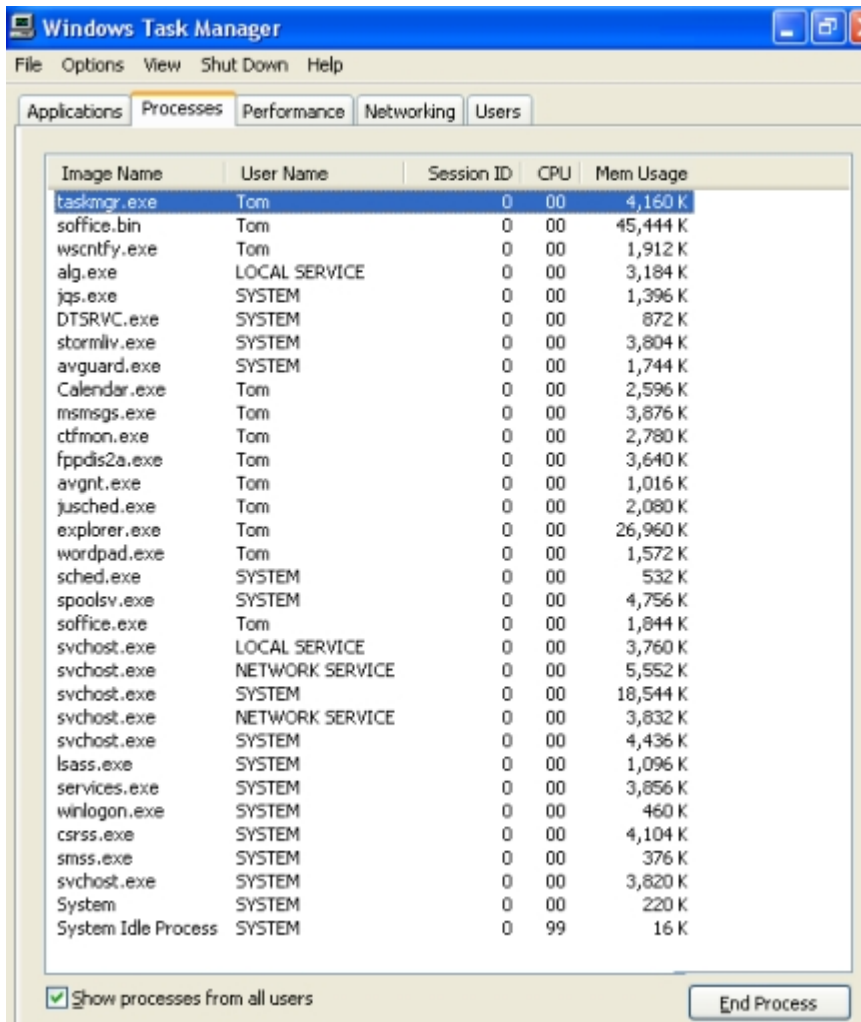 Windows Task Manager
File Options View Shut Down Help
Applications Processes Performance Networking Users
Image Name User Name Session ID CPU Mem Usage
taskmgr.exe Tom 0 00 4,160 K
soffice.bin Tom 0 00 45,444 K
wscntfy.exe Tom 0 00 1,912 K
alg.exe LOCAL SERVICE 0 00 3,184 K
jqs.exe SYSTEM 0 00 1,396 K
DTSRVC.exe SYSTEM 0 00 872 K
stormliv.exe SYSTEM 0 00 3,804 K
avguard.exe SYSTEM 0 00 1,744 K
Calendar.exe Tom 0 00 2,596 K
msmsgs.exe Tom 0 00 3,876 K
ctfmon.exe Tom 0 00 2,780 K
fppdis2a.exe Tom 0 00 3,640 K
avgnt.exe Tom 0 00 1,016 K
jusched.exe Tom 0 00 2,080 K
explorer.exe Tom 0 00 26,960 K
wordpad.exe Tom 0 00 1,572 K
sched.exe SYSTEM 0 00 532 K
spoolsv.exe SYSTEM 0 00 4,756 K
soffice.exe Tom 0 00 1,844 K
svchost.exe LOCAL SERVICE 0 00 3,760 K
svchost.exe NETWORK SERVICE 0 00 5,552 K
svchost.exe SYSTEM 0 00 18,544 K
svchost.exe NETWORK SERVICE 0 00 3,832 K
svchost.exe SYSTEM 0 00 4,436 K
lsass.exe SYSTEM 0 00 1,096 K
services.exe SYSTEM 0 00 3,856 K
winlogon.exe SYSTEM 0 00 460 K
csrss.exe SYSTEM 0 00 4,104 K
smss.exe SYSTEM 0 00 376 K
svchost.exe SYSTEM 0 00 3,820 K
System SYSTEM 0 00 220 K
System Idle Process SYSTEM 0 99 16 K
Show processes from all users
End Process